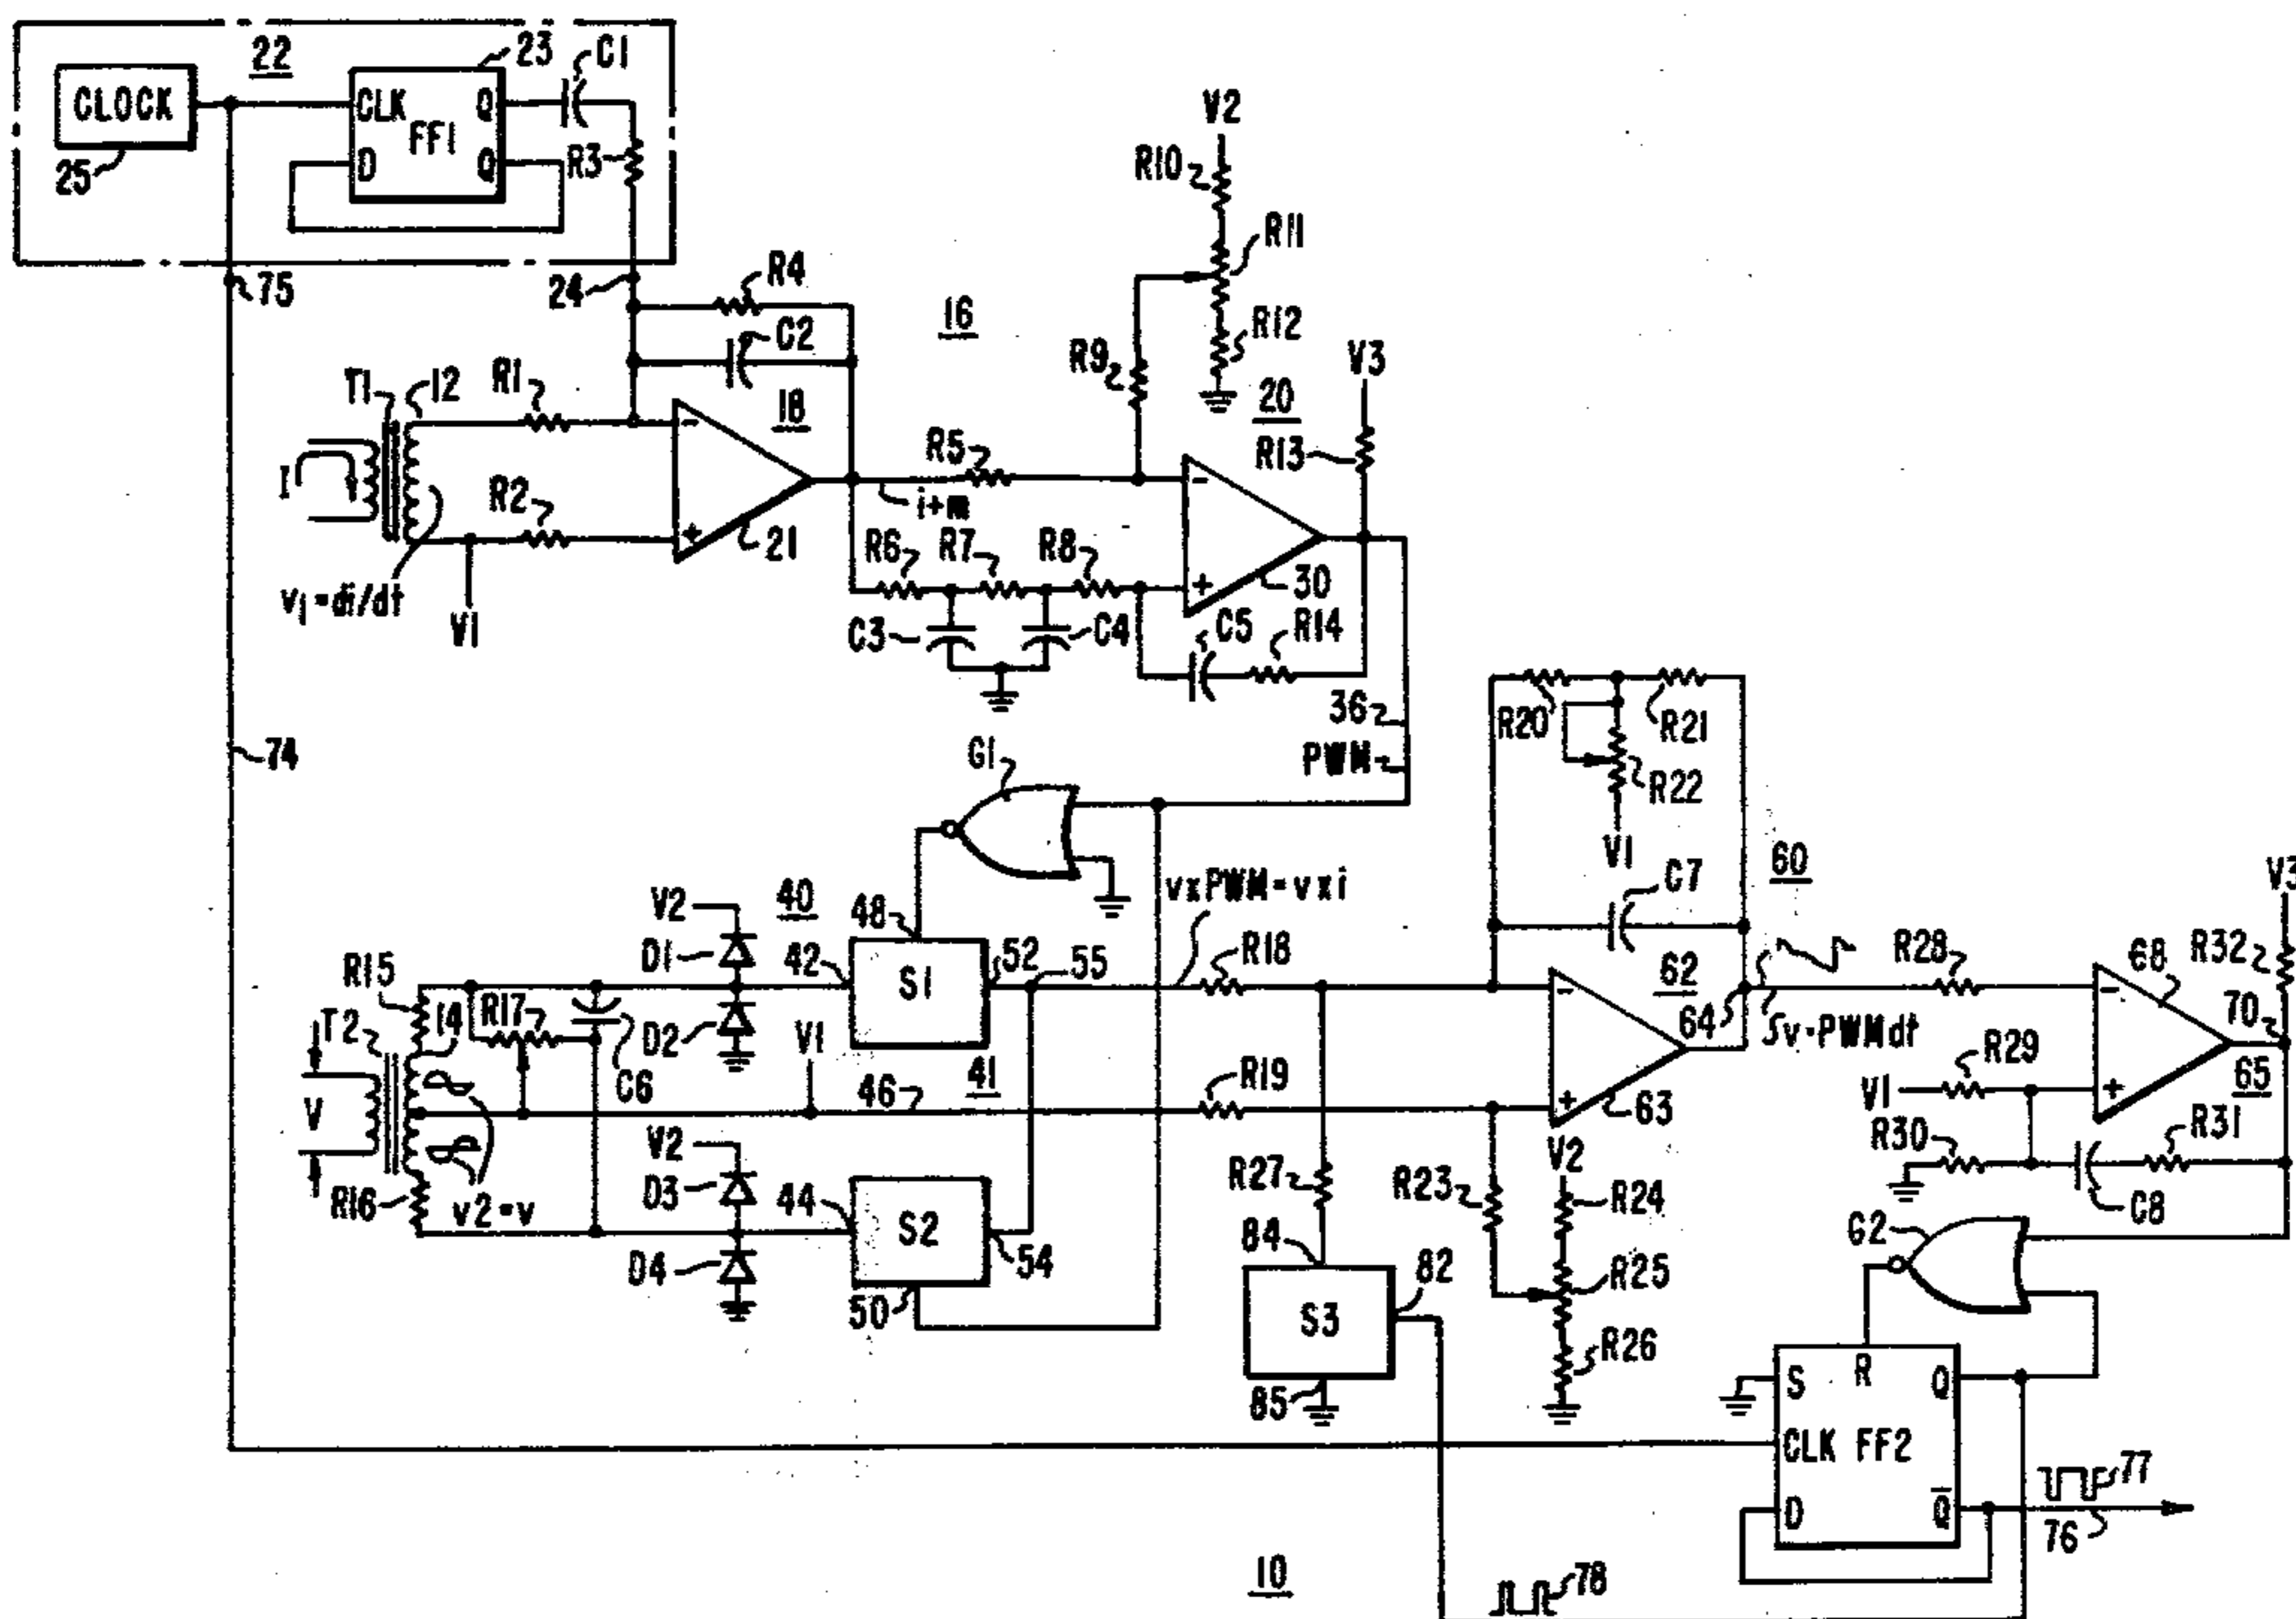 22
23
C1
CLOCK
CLK
Q
FF1
D
Q
R3
25
75
24
R4
C2
16
V2
R10
R11
R12
R9
V3
20
R13
T1
12
R1
18
I
R2
21
R5
i+m
R6
R7
R8
30
v1=di/dt
V1
C3
C4
C5
R14
36
PWM
74
G1
R20
R21
R22
V1
C7
60
V3
V2
40
48
vxPWM=vxi
D1
42
S1
52
55
R18
62
64
R28
68
R32
70
R15
T2
14
R17
D2
V1
C6
41
46
R19
63
∫v·PWMdt
R29
V1
65
V
R16
v2=v
V2
D3
D4
44
S2
54
50
R27
R23
V2
R24
R25
R26
R30
C8
R31
G2
84
82
S3
85
S
R
Q
CLK
FF2
D
Q̅
77
76
10
78